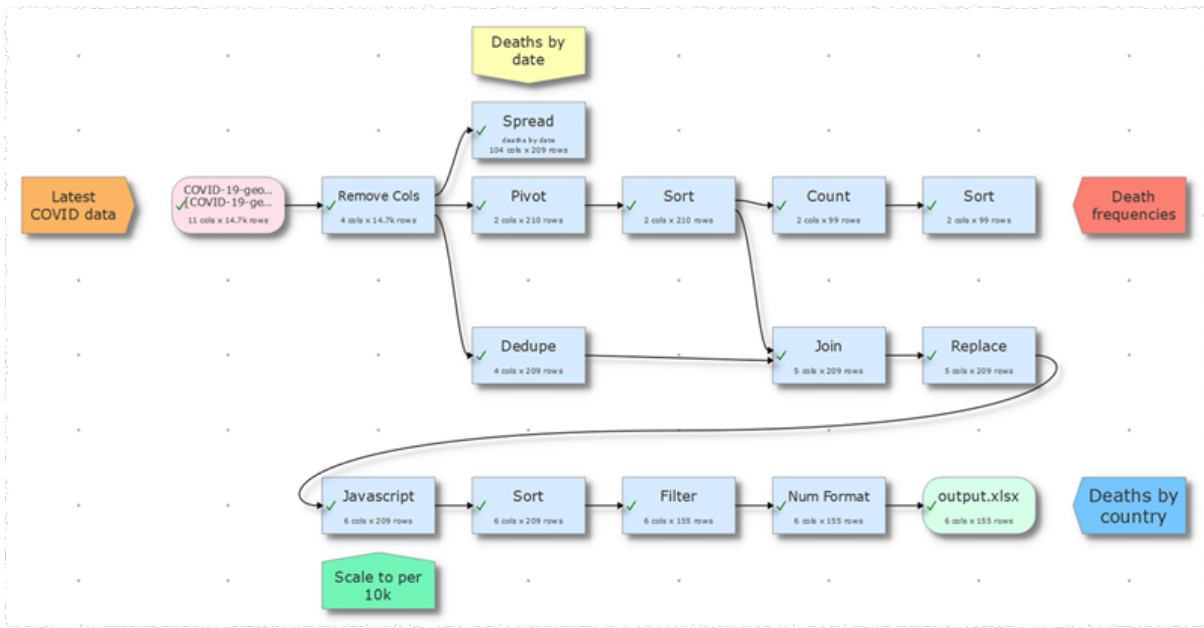 Deaths by
date
Spread
deaths by date
104 cols x 209 rows
Latest
COVID data
COVID-19-geo...
[COVID-19-ge...
11 cols x 14.7k rows
Remove Cols
4 cols x 14.7k rows
Pivot
2 cols x 210 rows
Sort
2 cols x 210 rows
Count
2 cols x 99 rows
Sort
2 cols x 99 rows
Death
frequencies
Dedupe
4 cols x 209 rows
Join
5 cols x 209 rows
Replace
5 cols x 209 rows
Javascript
6 cols x 209 rows
Sort
6 cols x 209 rows
Filter
6 cols x 155 rows
Num Format
6 cols x 155 rows
output.xlsx
6 cols x 155 rows
Deaths by
country
Scale to per
10k